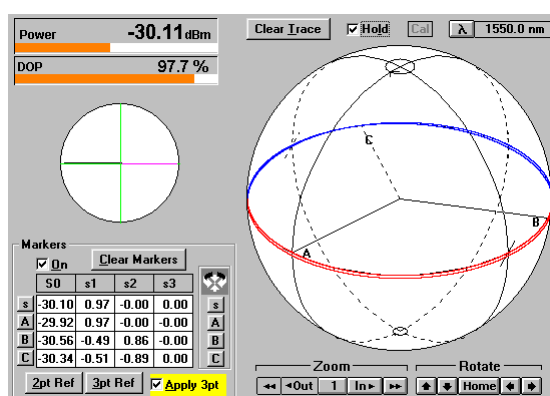 Power -30.11 dBm
DOP 97.7 %
Clear Trace Hold Cal λ 1550.0 nm
C
B
A
Markers
On Clear Markers
S0 s1 s2 s3
s -30.10 0.97 -0.00 0.00 s
A -29.92 0.97 -0.00 0.00 A
B -30.56 -0.49 0.86 -0.00 B
C -30.34 -0.51 -0.89 0.00 C
2pt Ref 3pt Ref Apply 3pt
Zoom
Out 1 In
Rotate
Home